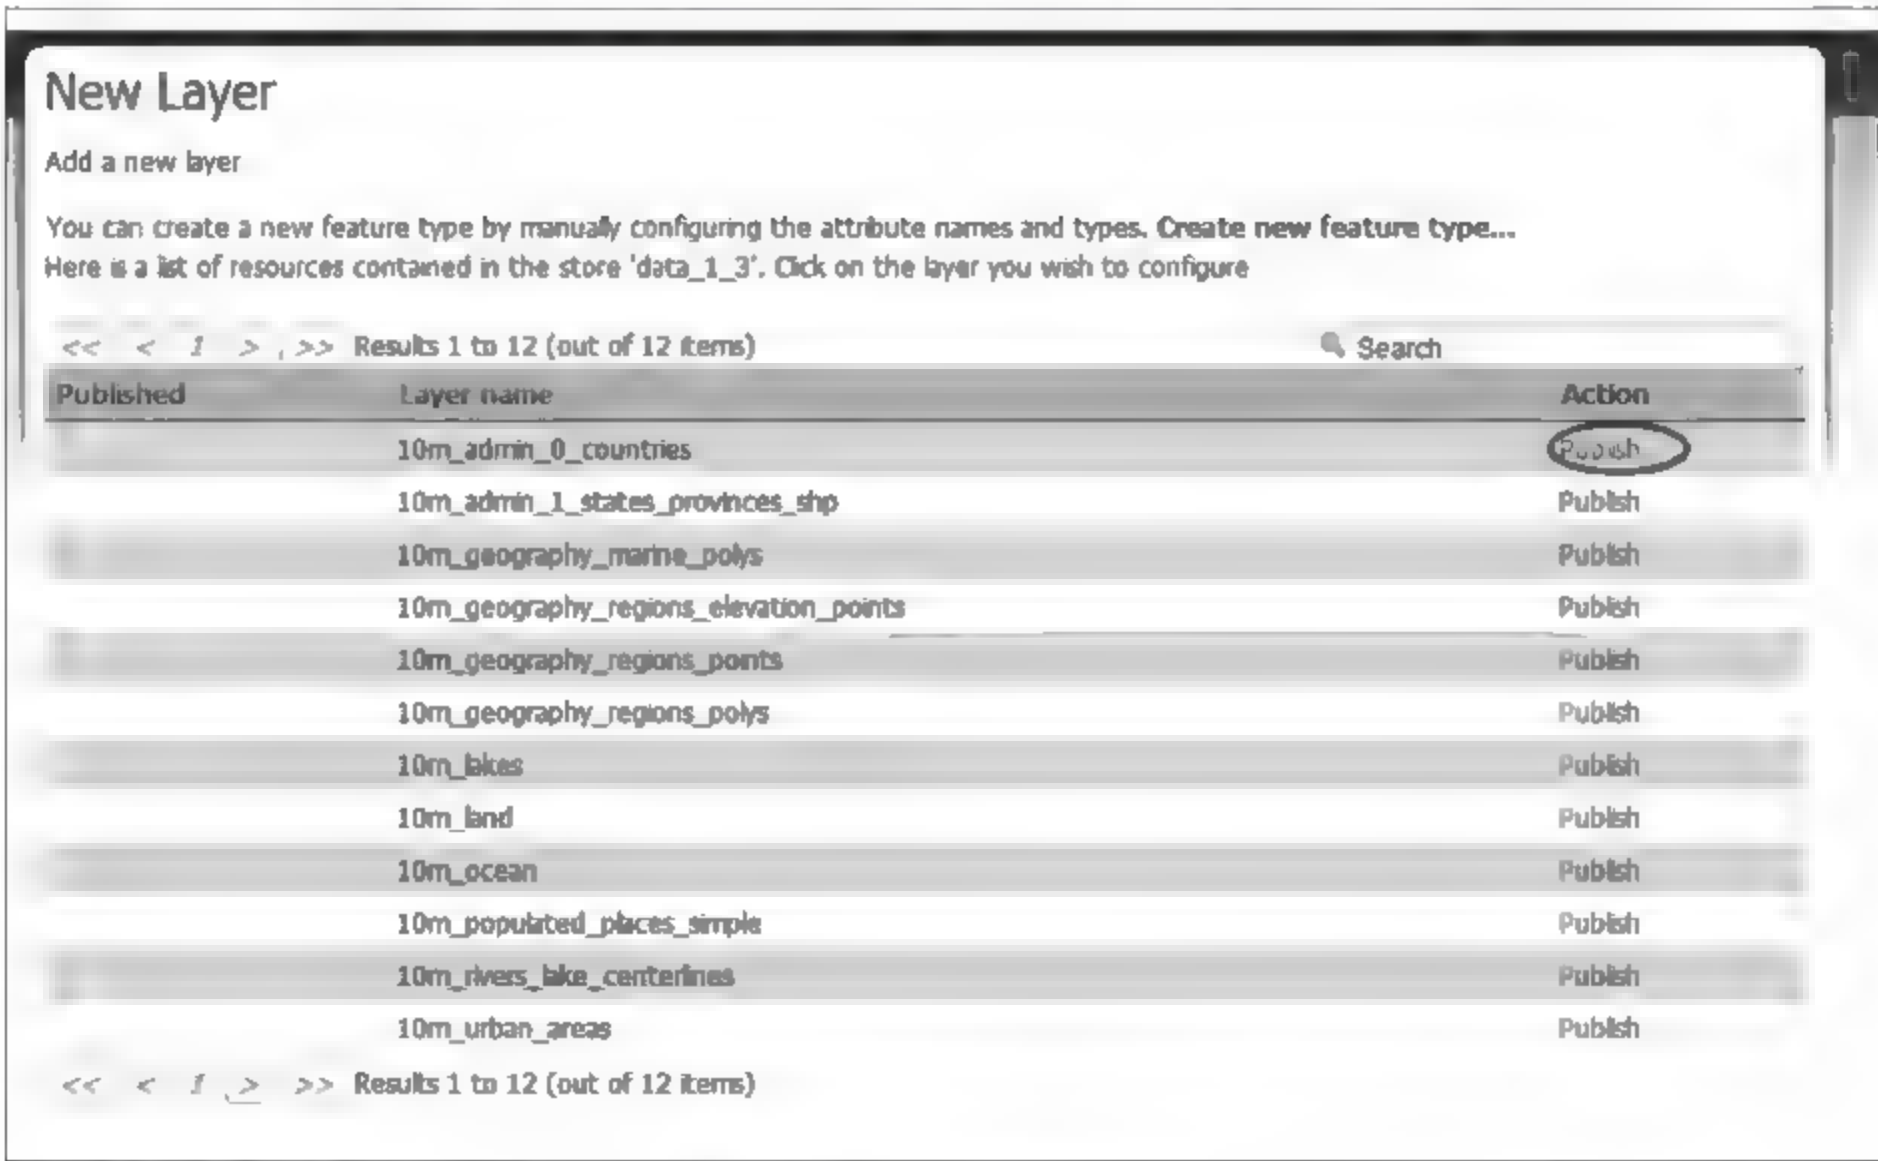 New Layer
Add a new layer
You can create a new feature type by manually configuring the attribute names and types. Create new feature type...
Here is a list of resources contained in the store 'data_1_3'. Click on the layer you wish to configure
<< < 1 > >> Results 1 to 12 (out of 12 items) Search
Published Layer name Action
10m_admin_0_countries Publish
10m_admin_1_states_provinces_shp Publish
10m_geography_marine_polys Publish
10m_geography_regions_elevation_points Publish
10m_geography_regions_points Publish
10m_geography_regions_polys Publish
10m_lakes Publish
10m_land Publish
10m_ocean Publish
10m_populated_places_simple Publish
10m_rivers_lake_centerlines Publish
10m_urban_areas Publish
<< < 1 > >> Results 1 to 12 (out of 12 items)